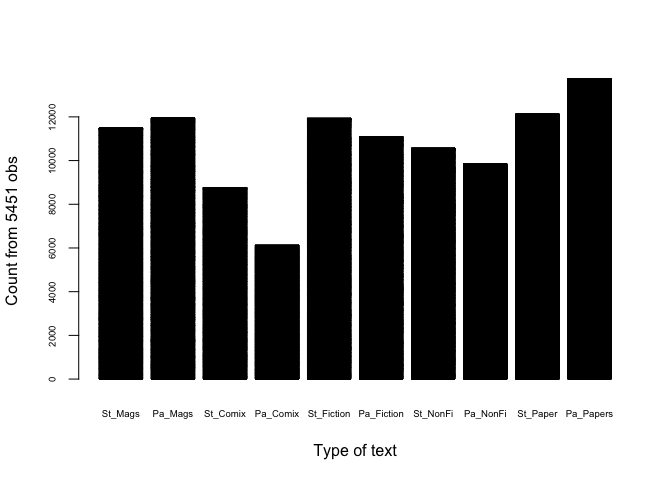 Count from 5451 obs
12000
10000
8000
6000
4000
2000
0
St_Mags Pa_Mags St_Comix Pa_Comix St_Fiction Pa_Fiction St_NonFi Pa_NonFi St_Paper Pa_Papers
Type of text